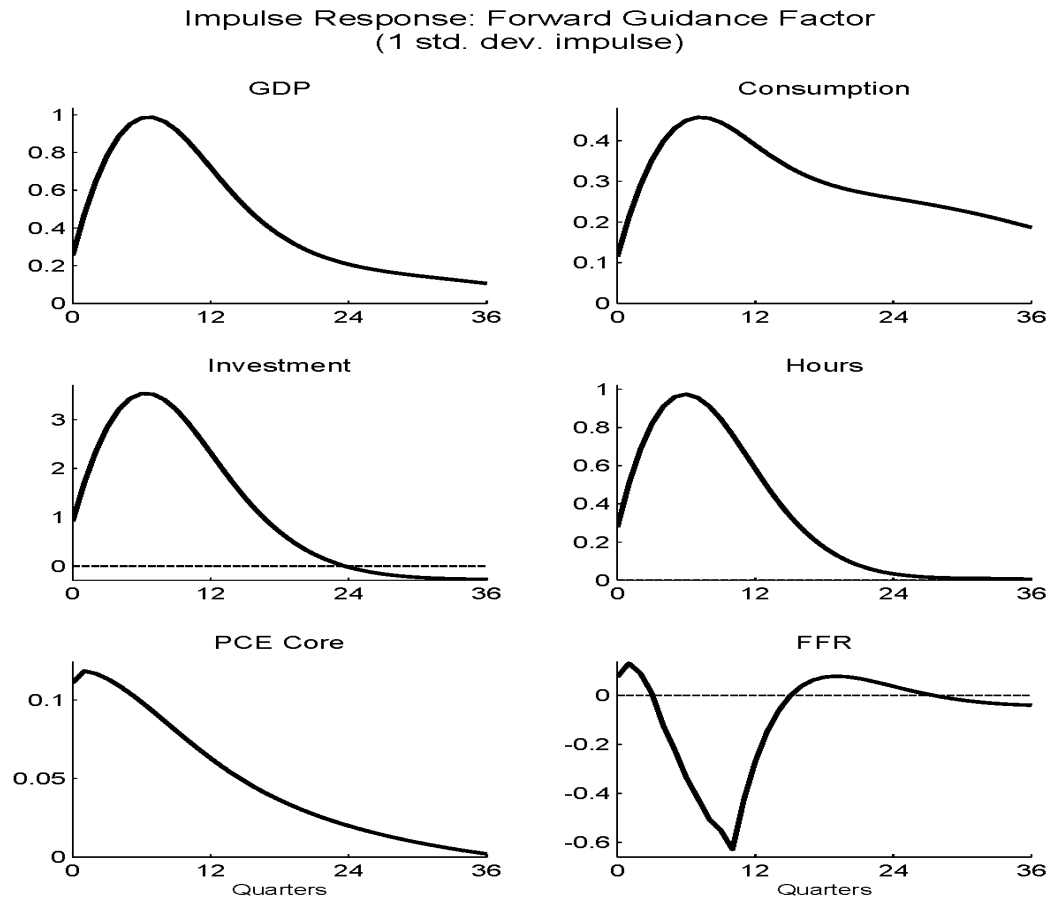 Impulse Response: Forward Guidance Factor
(1 std. dev. impulse)
GDP
1
0.8
0.6
0.4
0.2
0
0 12 24 36
Consumption
0.4
0.3
0.2
0.1
0
0 12 24 36
Investment
3
2
1
0
0 12 24 36
Hours
1
0.8
0.6
0.4
0.2
0
0 12 24 36
PCE Core
0.1
0.05
0
0 12 24 36
Quarters
FFR
0
-0.2
-0.4
-0.6
0 12 24 36
Quarters